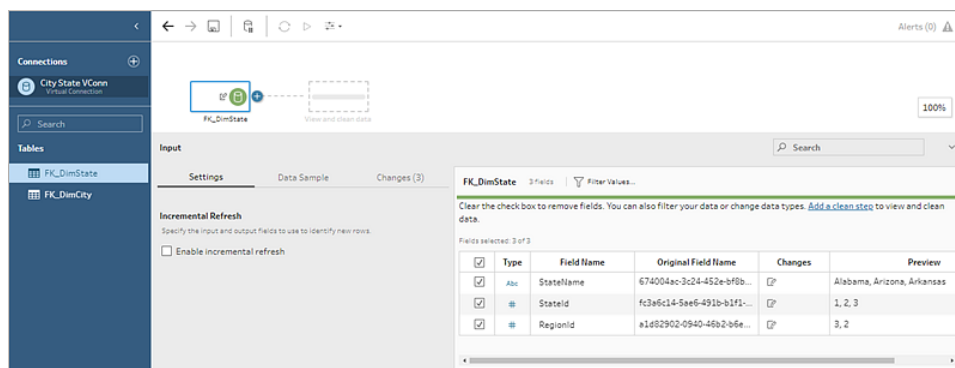 Alerts (0)
Connections
City State VConn
Virtual Connection
Search
Tables
FK_DimState
FK_DimCity
FK_DimState
View and clean data
100%
Input
Search
Settings
Data Sample
Changes (3)
Incremental Refresh
Specify the input and output fields to use to identify new rows.
Enable incremental refresh
FK_DimState 3 fields Filter Values...
Clear the check box to remove fields. You can also filter your data or change data types. Add a clean step to view and clean
data.
Fields selected: 3 of 3
Type Field Name Original Field Name Changes Preview
Abc StateName 674004ac-3c24-452e-bf8b... Alabama, Arizona, Arkansas
# StateId fc3a6c14-5ae6-491b-b1f1-... 1, 2, 3
# RegionId a1d82902-0940-46b2-b6e... 3, 2